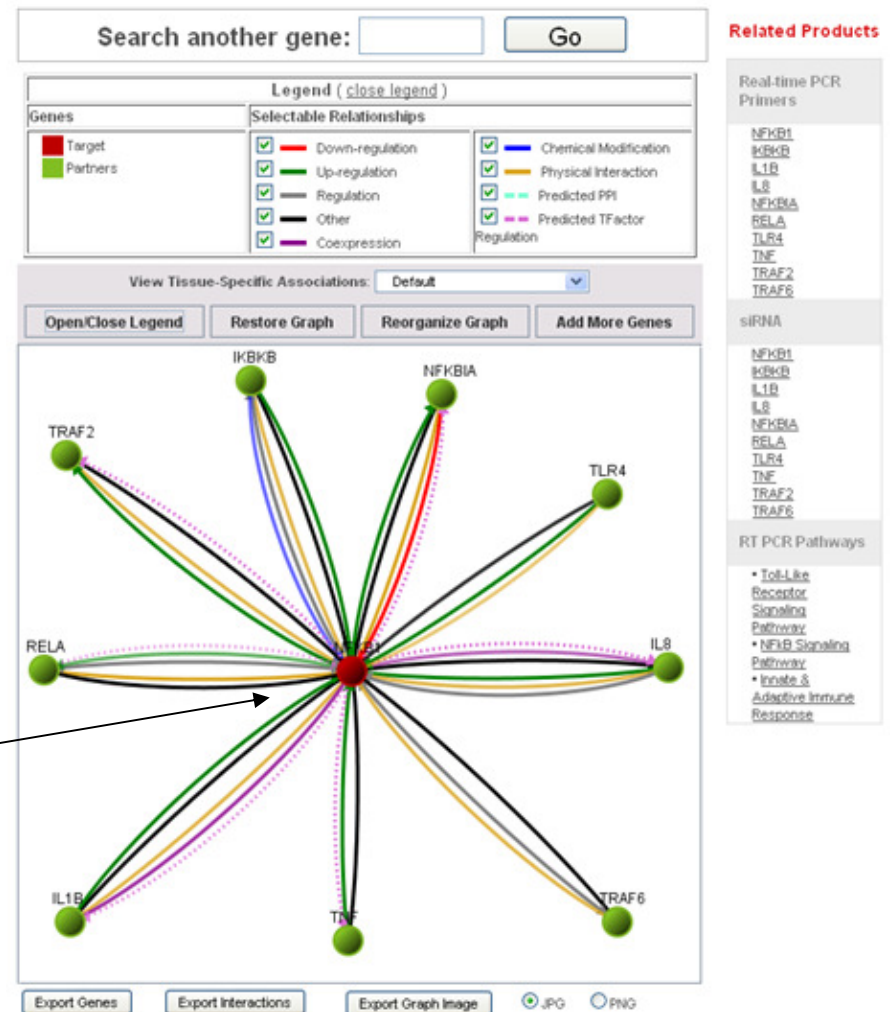 Search another gene: Go
Legend ( close legend )
Genes
Selectable Relationships
Target
Partners
Down-regulation
Up-regulation
Regulation
Other
Coexpression
Chemical Modification
Physical Interaction
Predicted PPI
Predicted TFactor
Regulation
View Tissue-Specific Associations: Default
Open/Close Legend Restore Graph Reorganize Graph Add More Genes
IKBKB
NFKBIA
TRAF2
TLR4
RELA
NFKB1
IL8
IL1B
TNF
TRAF6
Export Genes Export Interactions Export Graph Image JPG PNG
Related Products
Real-time PCR
Primers
NFKB1
IKBKB
IL1B
IL8
NFKBIA
RELA
TLR4
TNF
TRAF2
TRAF6
siRNA
NFKB1
IKBKB
IL1B
IL8
NFKBIA
RELA
TLR4
TNF
TRAF2
TRAF6
RT PCR Pathways
• Toll-Like
Receptor
Signaling
Pathway
• NFkB Signaling
Pathway
• Innate &
Adaptive Immune
Response